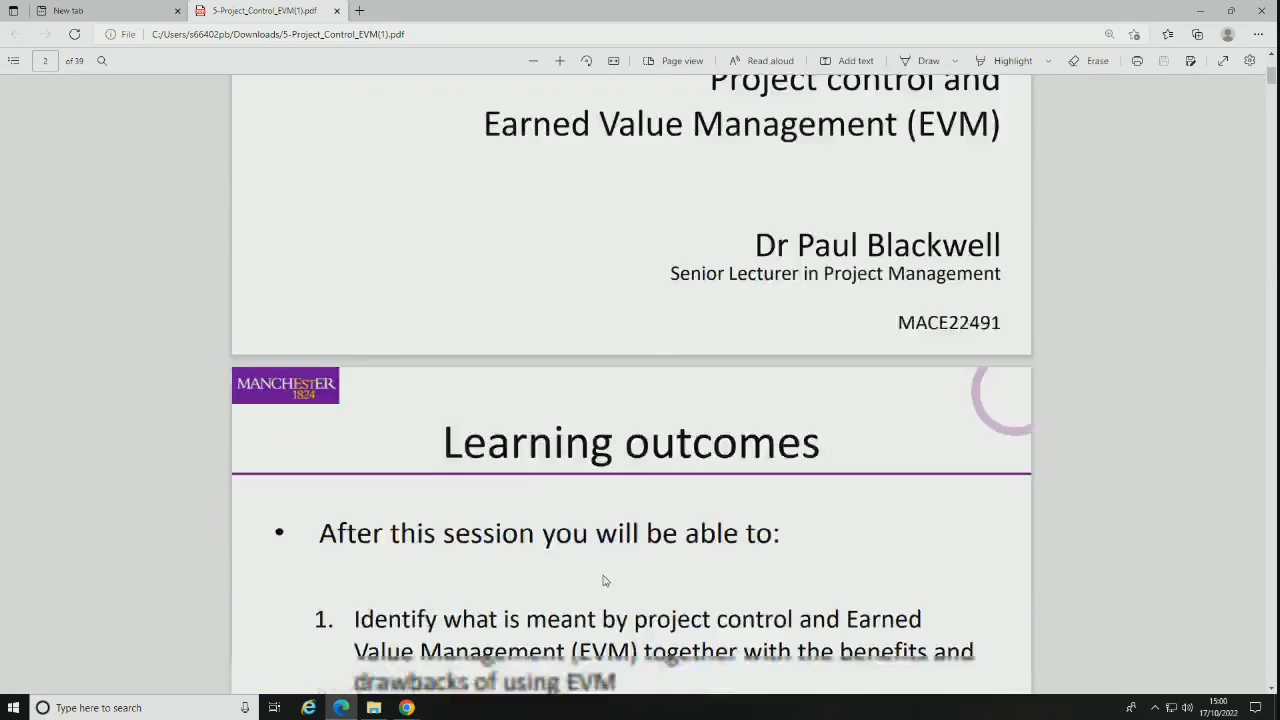 New tab
5-Project_Control_EVM(1).pdf
File
C:/Users/s66402pb/Downloads/5-Project_Control_EVM(1).pdf
2
of 39
Page view
Read aloud
Add text
Draw
Highlight
Erase
Project control and
Earned Value Management (EVM)
Dr Paul Blackwell
Senior Lecturer in Project Management
MACE22491
MANCHESTER
1824
Learning outcomes
• After this session you will be able to:
1. Identify what is meant by project control and Earned
Value Management (EVM) together with the benefits and
drawbacks of using EVM
Type here to search
15:00
17/10/2022